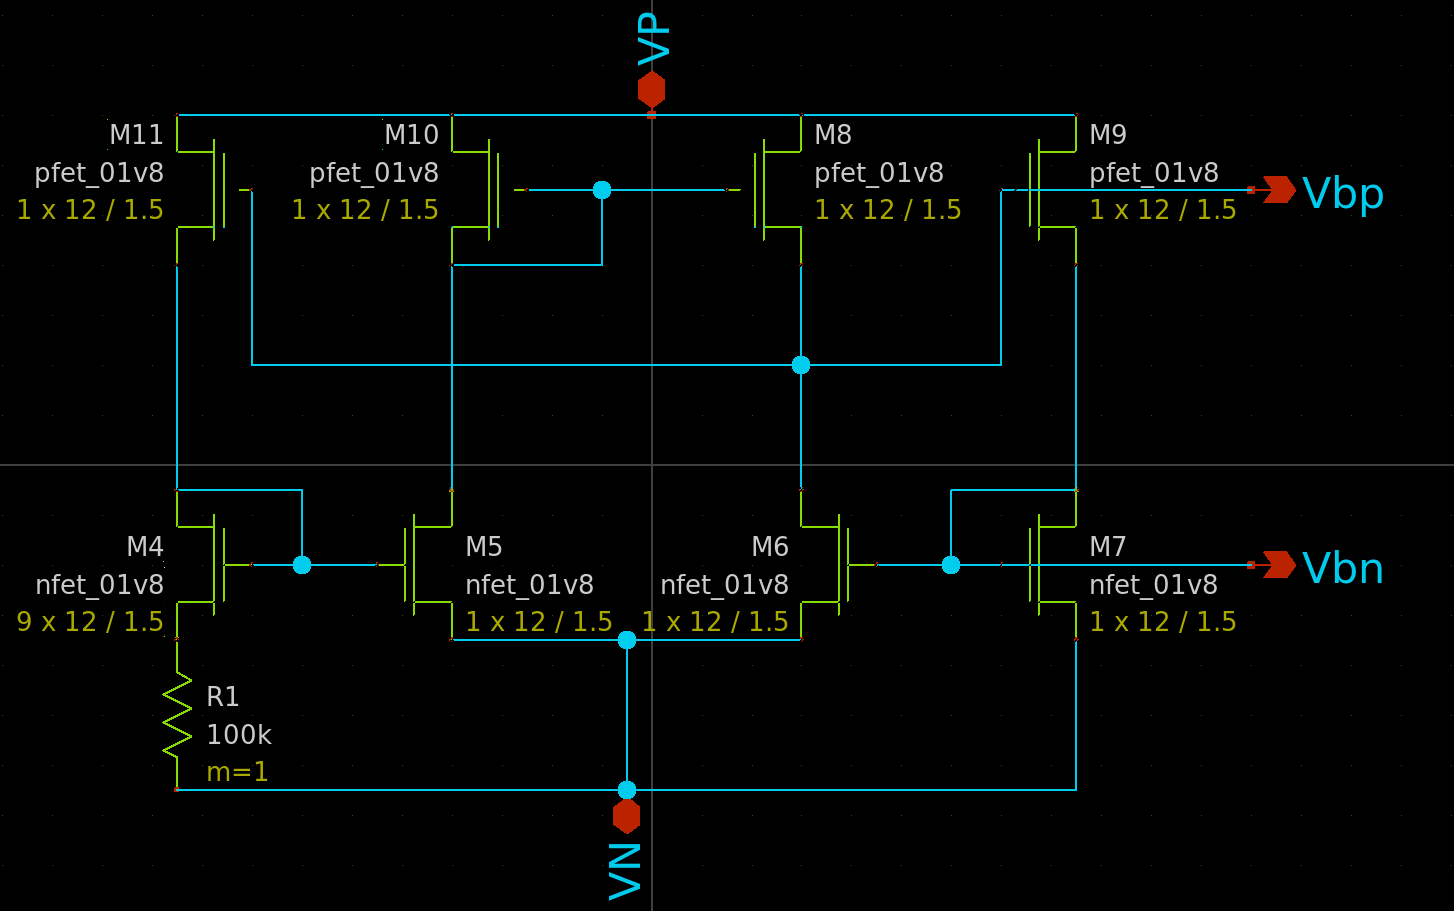 VP
M11
pfet_01v8
1 x 12 / 1.5
M10
pfet_01v8
1 x 12 / 1.5
M8
pfet_01v8
1 x 12 / 1.5
M9
pfet_01v8
1 x 12 / 1.5
Vbp
M4
nfet_01v8
9 x 12 / 1.5
M5
nfet_01v8
1 x 12 / 1.5
M6
nfet_01v8
1 x 12 / 1.5
M7
nfet_01v8
1 x 12 / 1.5
Vbn
R1
100k
m=1
VN